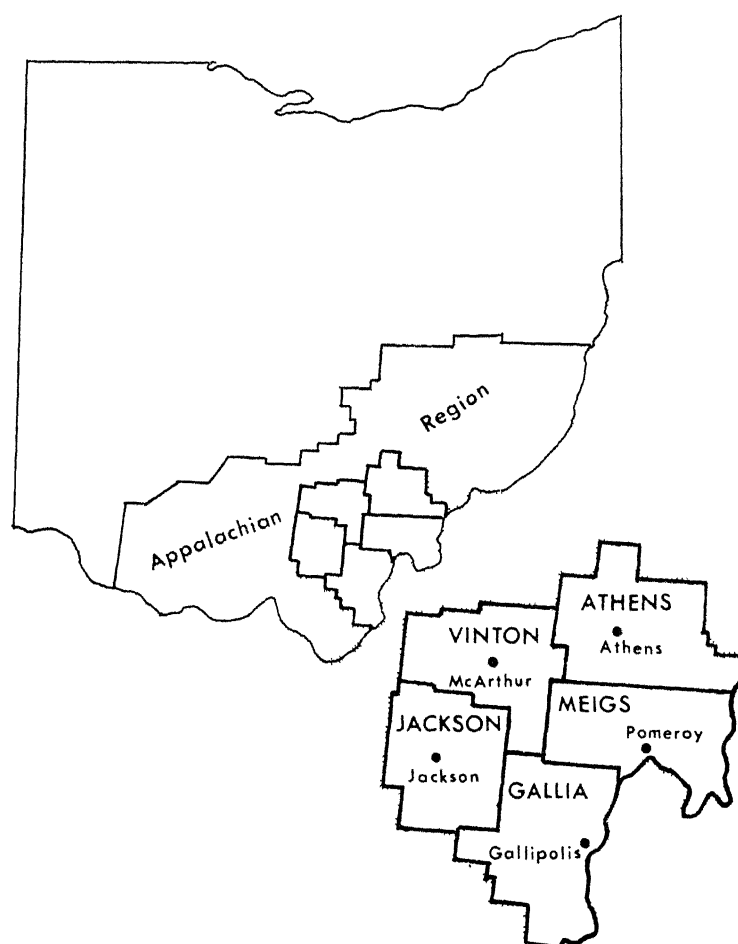 Region
Appalachian
ATHENS
Athens
VINTON
McArthur
MEIGS
Pomeroy
JACKSON
Jackson
GALLIA
Gallipolis